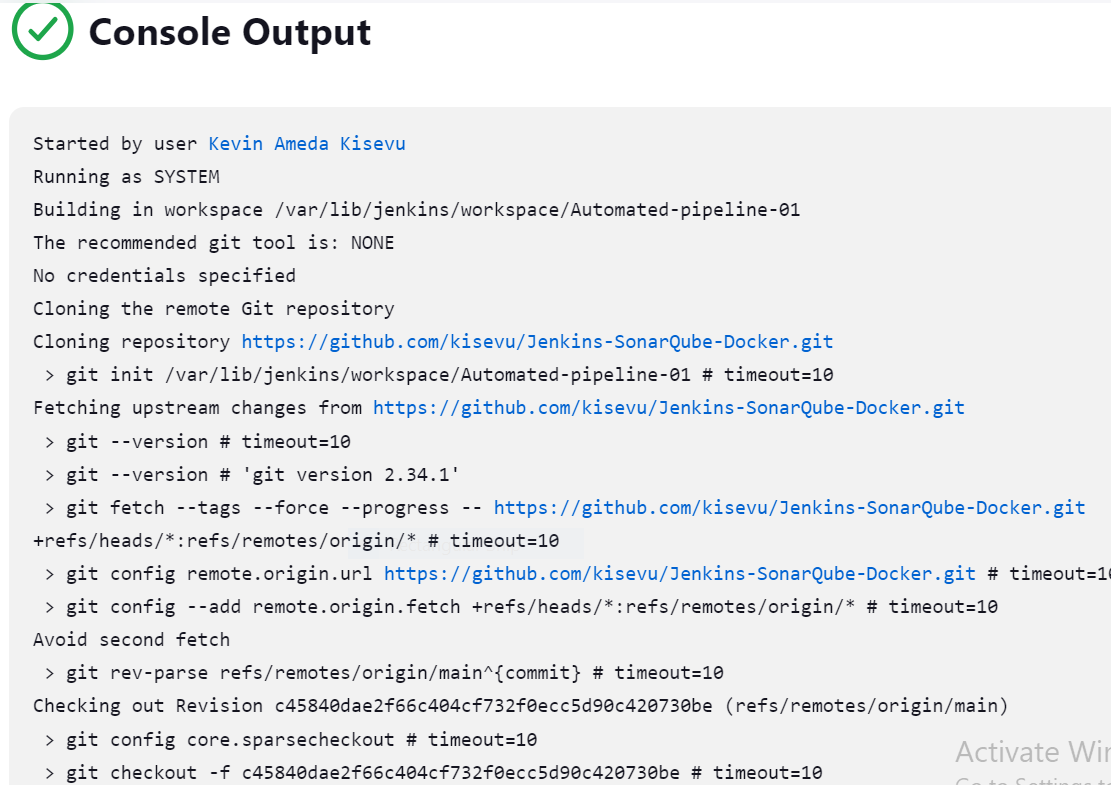 Console Output
Started by user Kevin Ameda Kisevu
Running as SYSTEM
Building in workspace /var/lib/jenkins/workspace/Automated-pipeline-01
The recommended git tool is: NONE
No credentials specified
Cloning the remote Git repository
Cloning repository https://github.com/kisevu/Jenkins-SonarQube-Docker.git
> git init /var/lib/jenkins/workspace/Automated-pipeline-01 # timeout=10
Fetching upstream changes from https://github.com/kisevu/Jenkins-SonarQube-Docker.git
> git --version # timeout=10
> git --version # 'git version 2.34.1'
> git fetch --tags --force --progress -- https://github.com/kisevu/Jenkins-SonarQube-Docker.git
+refs/heads/*:refs/remotes/origin/* # timeout=10
> git config remote.origin.url https://github.com/kisevu/Jenkins-SonarQube-Docker.git # timeout=10
> git config --add remote.origin.fetch +refs/heads/*:refs/remotes/origin/* # timeout=10
Avoid second fetch
> git rev-parse refs/remotes/origin/main^{commit} # timeout=10
Checking out Revision c45840dae2f66c404cf732f0ecc5d90c420730be (refs/remotes/origin/main)
> git config core.sparsecheckout # timeout=10
> git checkout -f c45840dae2f66c404cf732f0ecc5d90c420730be # timeout=10
Activate Win
Go to Settings to